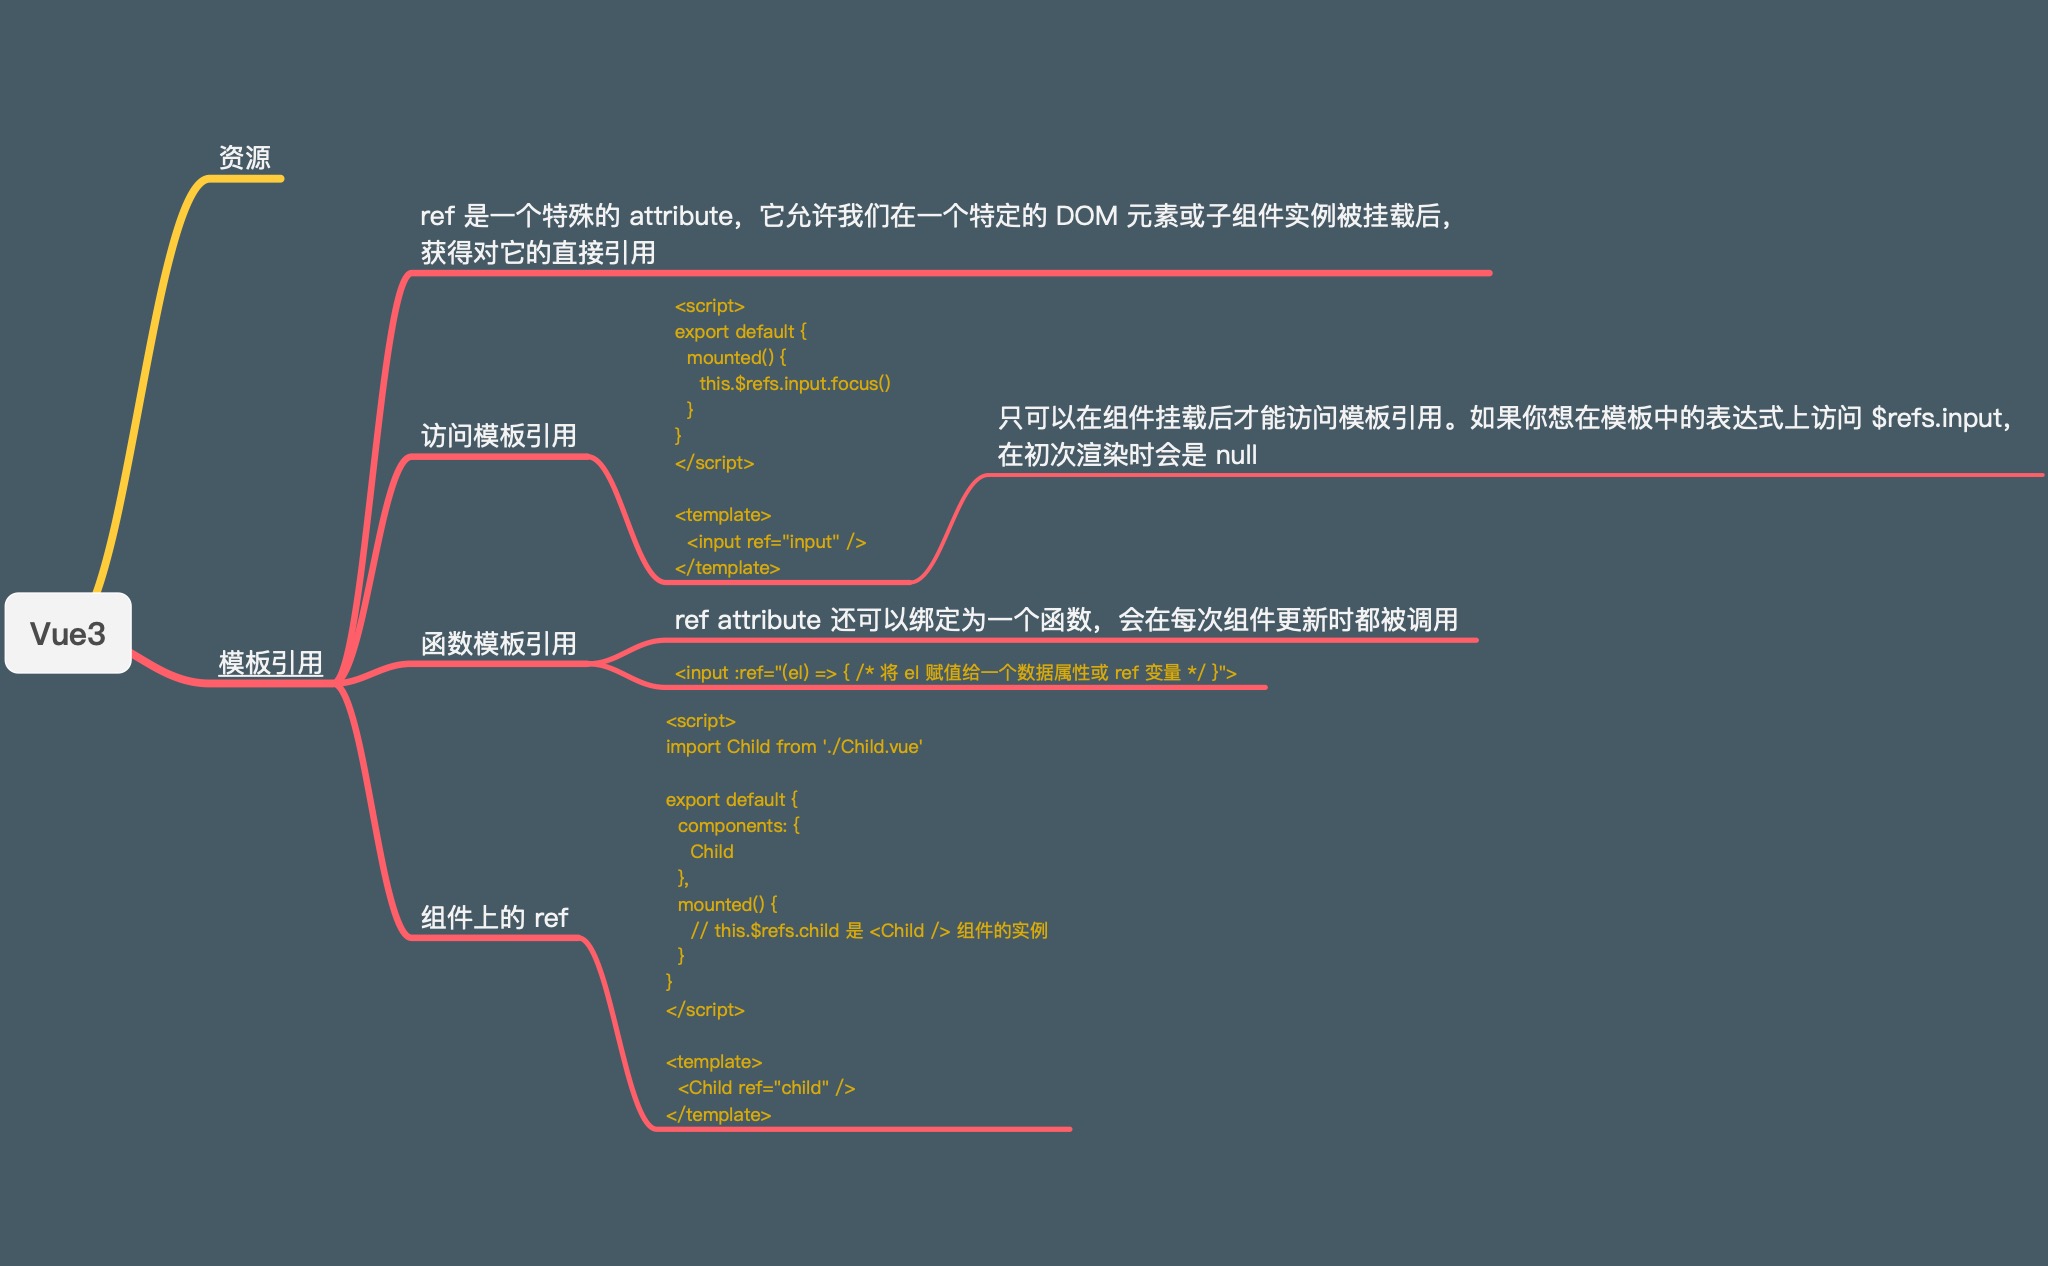 Vue3
资源
模板引用
ref 是一个特殊的 attribute，它允许我们在一个特定的 DOM 元素或子组件实例被挂载后，
获得对它的直接引用
访问模板引用
<script>
export default {
  mounted() {
    this.$refs.input.focus()
  }
}
</script>

<template>
  <input ref="input" />
</template>
只可以在组件挂载后才能访问模板引用。如果你想在模板中的表达式上访问 $refs.input，
在初次渲染时会是 null
函数模板引用
ref attribute 还可以绑定为一个函数，会在每次组件更新时都被调用
<input :ref="(el) => { /* 将 el 赋值给一个数据属性或 ref 变量 */ }">
组件上的 ref
<script>
import Child from './Child.vue'

export default {
  components: {
    Child
  },
  mounted() {
    // this.$refs.child 是 <Child /> 组件的实例
  }
}
</script>

<template>
  <Child ref="child" />
</template>